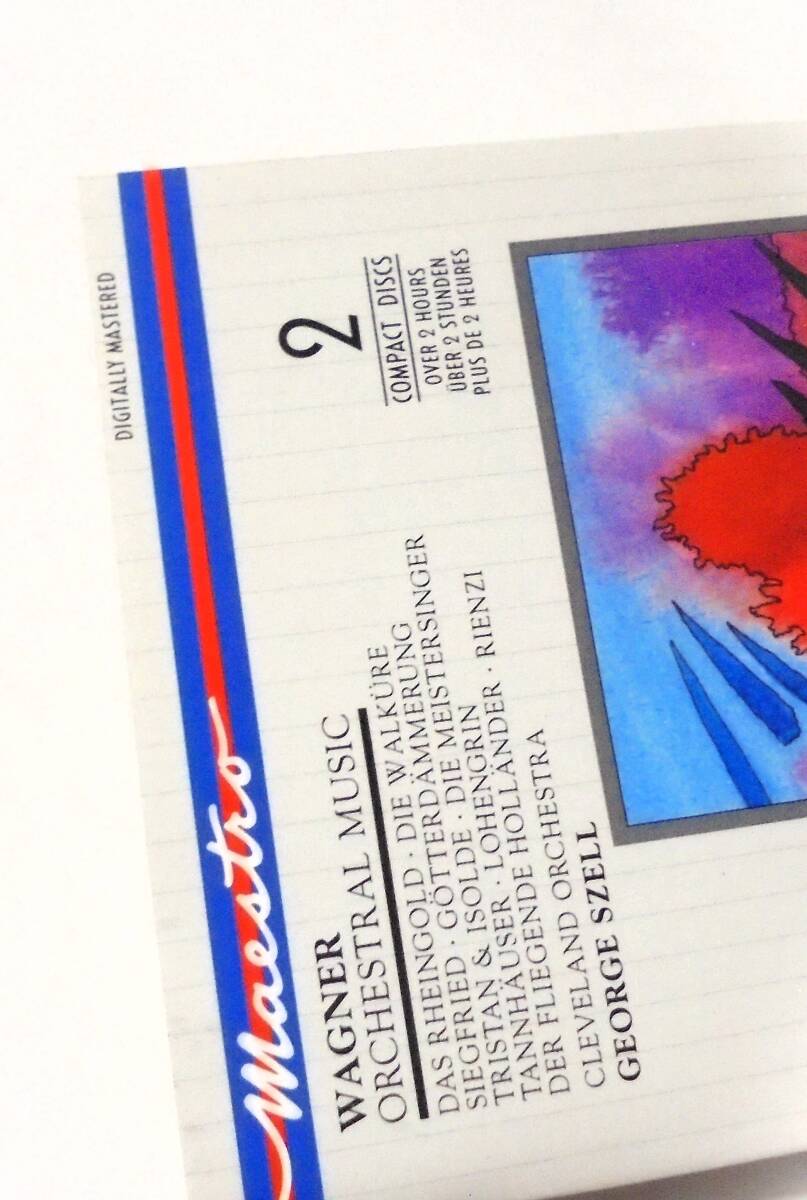 DIGITALLY MASTERED
Maestro
WAGNER
ORCHESTRAL MUSIC
DAS RHEINGOLD · DIE WALKÜRE
SIEGFRIED · GÖTTERDÄMMERUNG
TRISTAN & ISOLDE · DIE MEISTERSINGER
TANNHÄUSER · LOHENGRIN
DER FLIEGENDE HOLLÄNDER · RIENZI
CLEVELAND ORCHESTRA
GEORGE SZELL
2
COMPACT DISCS
OVER 2 HOURS
ÜBER 2 STUNDEN
PLUS DE 2 HEURES